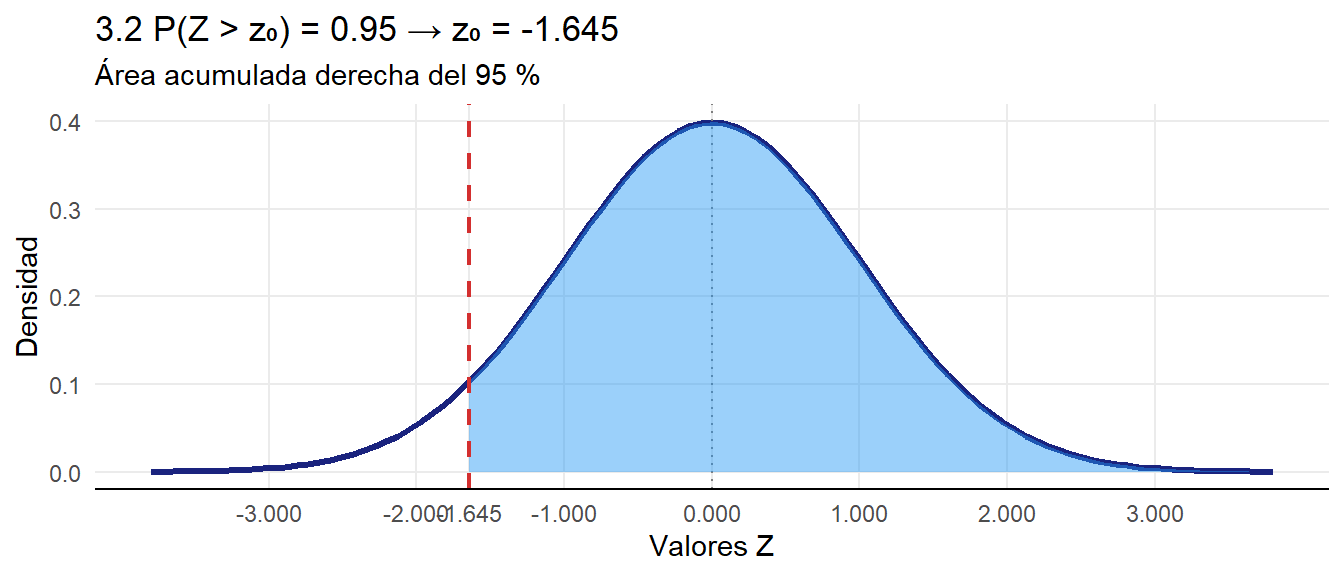 3.2 P(Z > z₀) = 0.95 → z₀ = -1.645
Área acumulada derecha del 95 %
Densidad
0.4
0.3
0.2
0.1
0.0
-3.000 -2.000 -1.645 -1.000 0.000 1.000 2.000 3.000
Valores Z